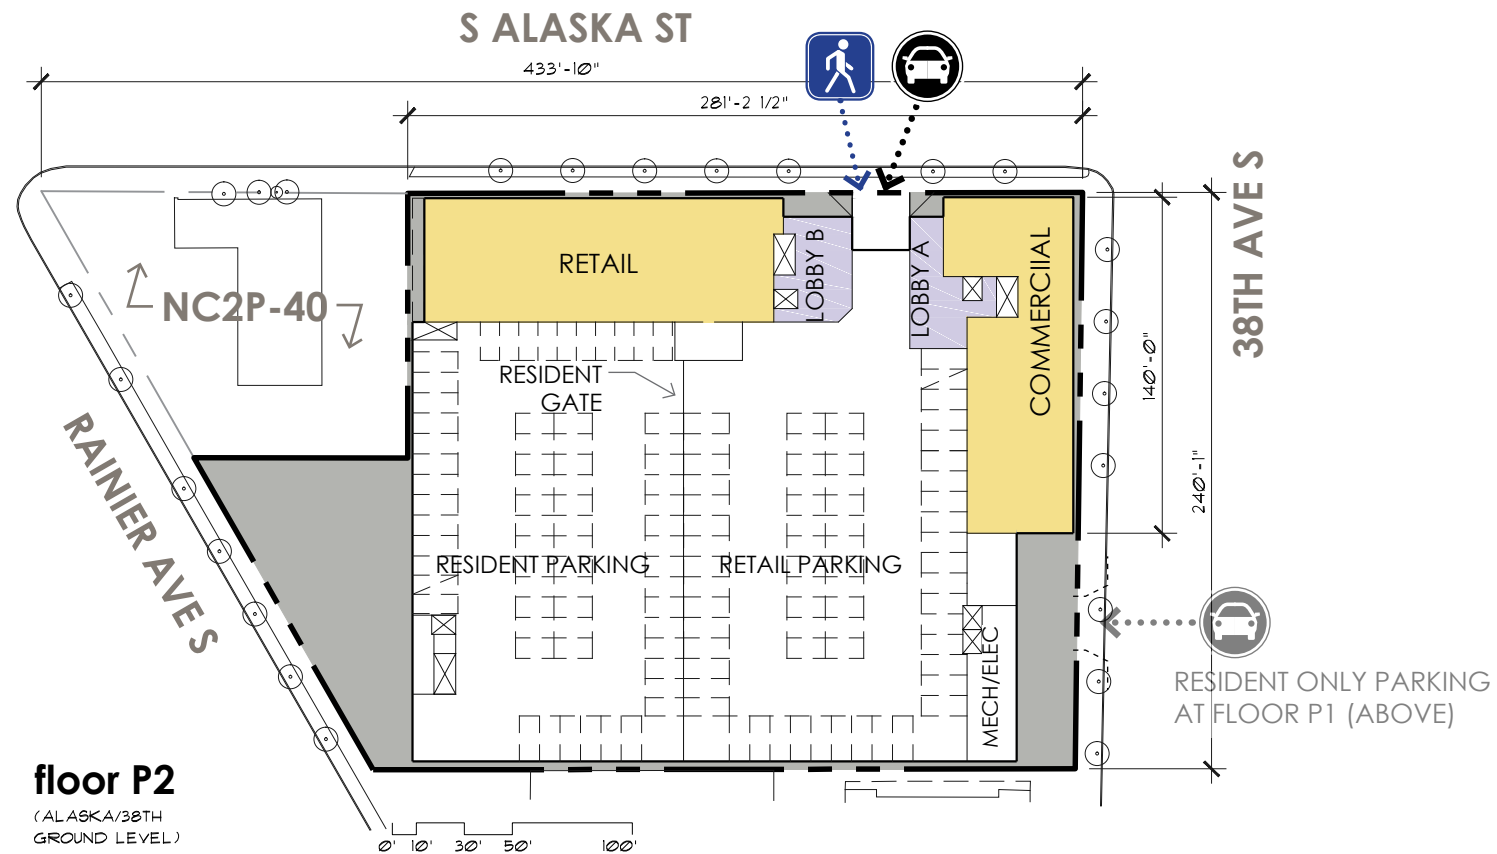 S ALASKA ST
433'-10"
281'-2 1/2"
38TH AVE S
RETAIL
LOBBY B
LOBBY A
COMMERCIIAL
NC2P-40
140'-0"
RESIDENT
GATE
RAINIER AVE S
240'-1"
RESIDENT PARKING
RETAIL PARKING
MECH/ELEC
RESIDENT ONLY PARKING
AT FLOOR P1 (ABOVE)
floor P2
(ALASKA/38TH
GROUND LEVEL)
0' 10' 30' 50' 100'